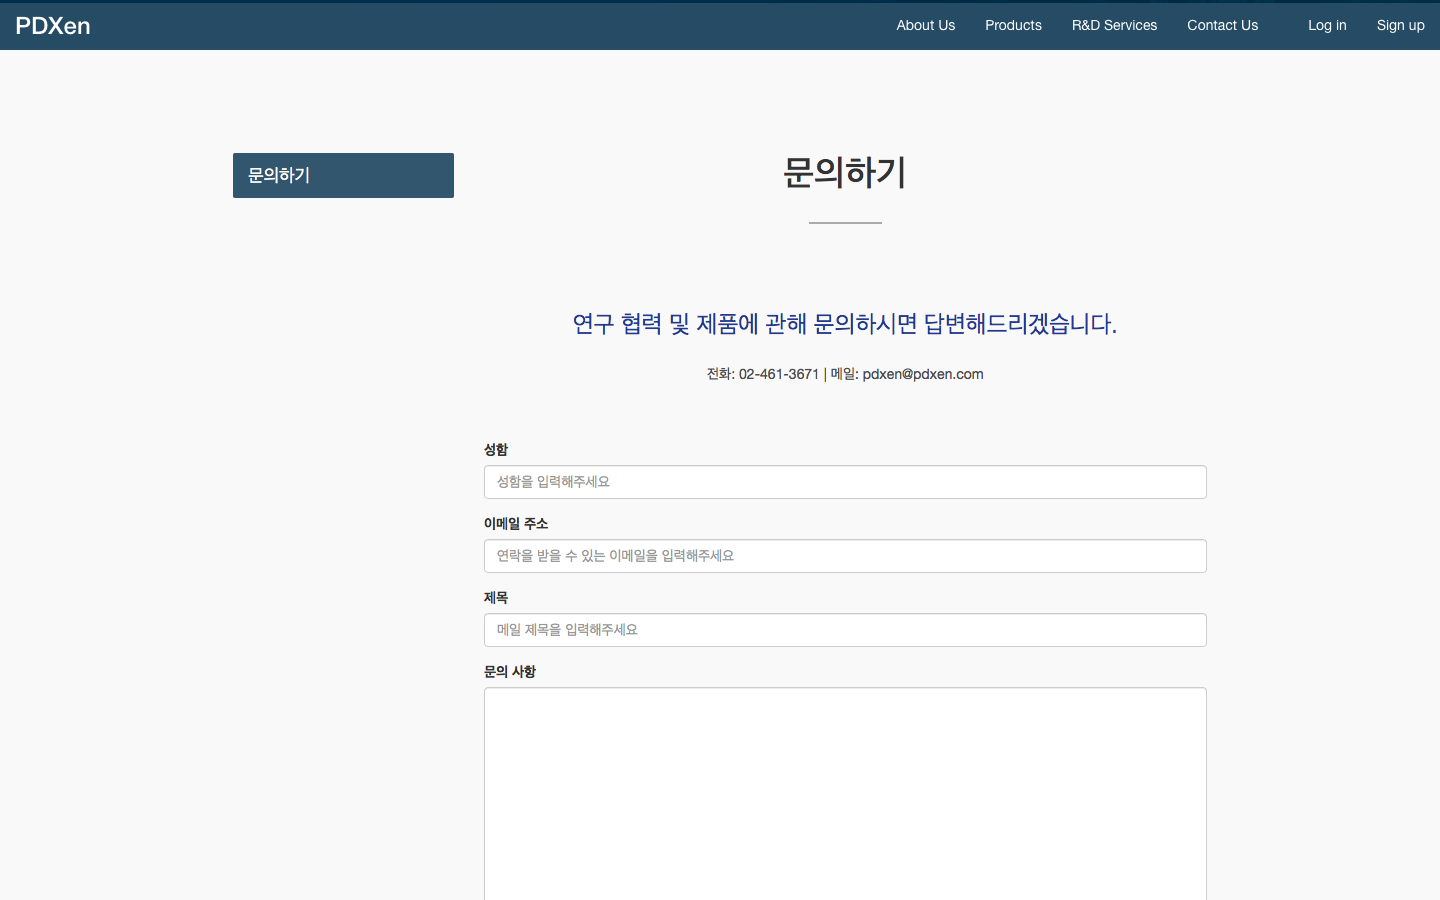 PDXen
About Us
Products
R&D Services
Contact Us
Log in
Sign up
문의하기
문의하기
연구 협력 및 제품에 관해 문의하시면 답변해드리겠습니다.
전화: 02-461-3671 | 메일: pdxen@pdxen.com
성함
성함을 입력해주세요
이메일 주소
연락을 받을 수 있는 이메일을 입력해주세요
제목
메일 제목을 입력해주세요
문의 사항